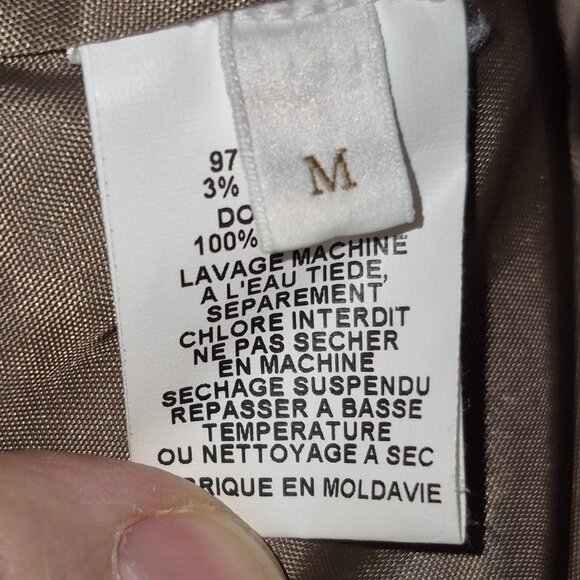 M
97
3%
DO
100%
LAVAGE MACHINE
A L'EAU TIEDE,
SEPAREMENT
CHLORE INTERDIT
NE PAS SECHER
EN MACHINE
SECHAGE SUSPENDU
REPASSER A BASSE
TEMPERATURE
OU NETTOYAGE A SEC
RIQUE EN MOLDAVIE